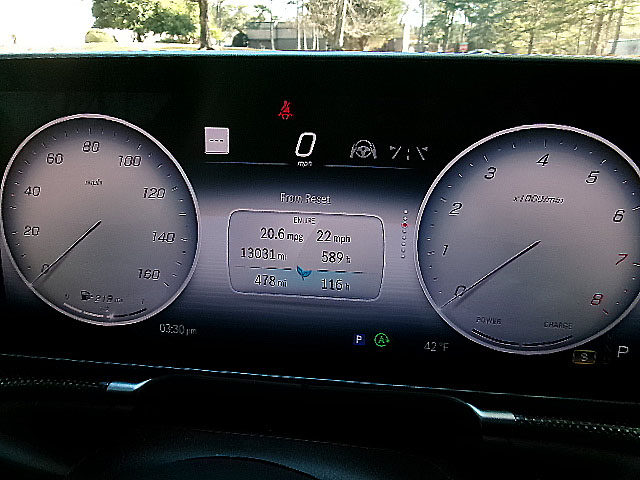 ---
0
mph
80
60
100
mph
40
120
20
140
0
160
03:30 pm
From Reset
ENTIRE
20.6 mpg 22 mph
13031 mi 589 h
478 mi 116 h
P A
42 °F
4
3
5
2
6
1
7
0
8
POWER CHARGE
S P